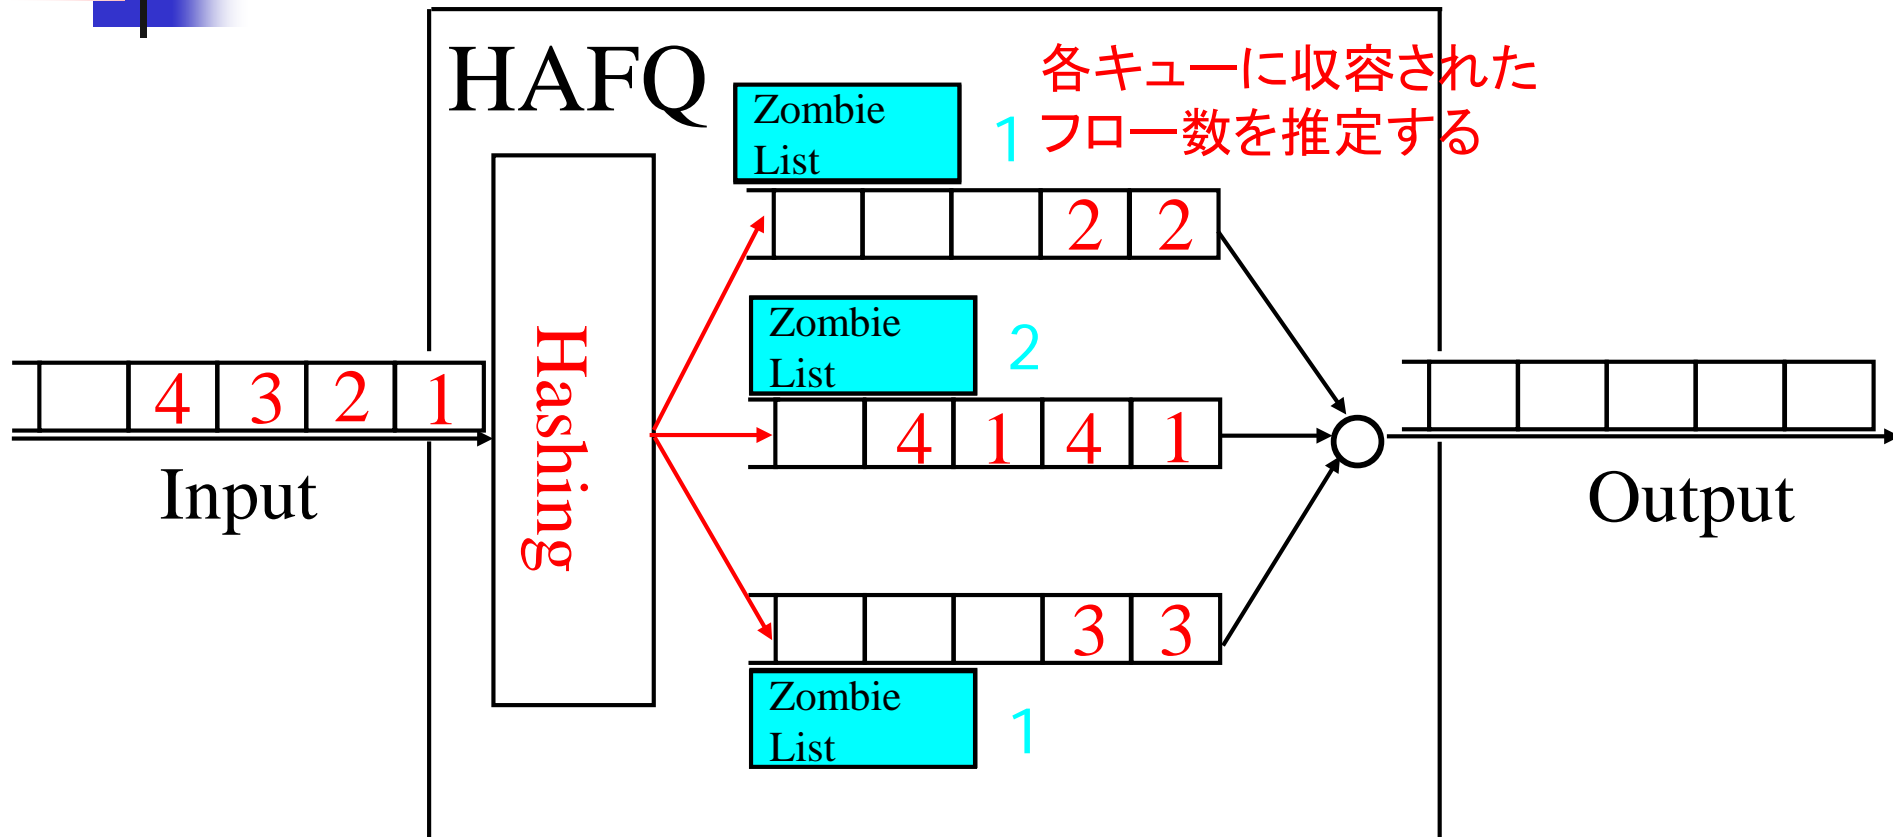 HAFQ
各キューに収容された
フロー数を推定する
Zombie
List
1
2 2
Hashing
Zombie
List
2
4 3 2 1
4 1 4 1
Input
Output
3 3
Zombie
List
1